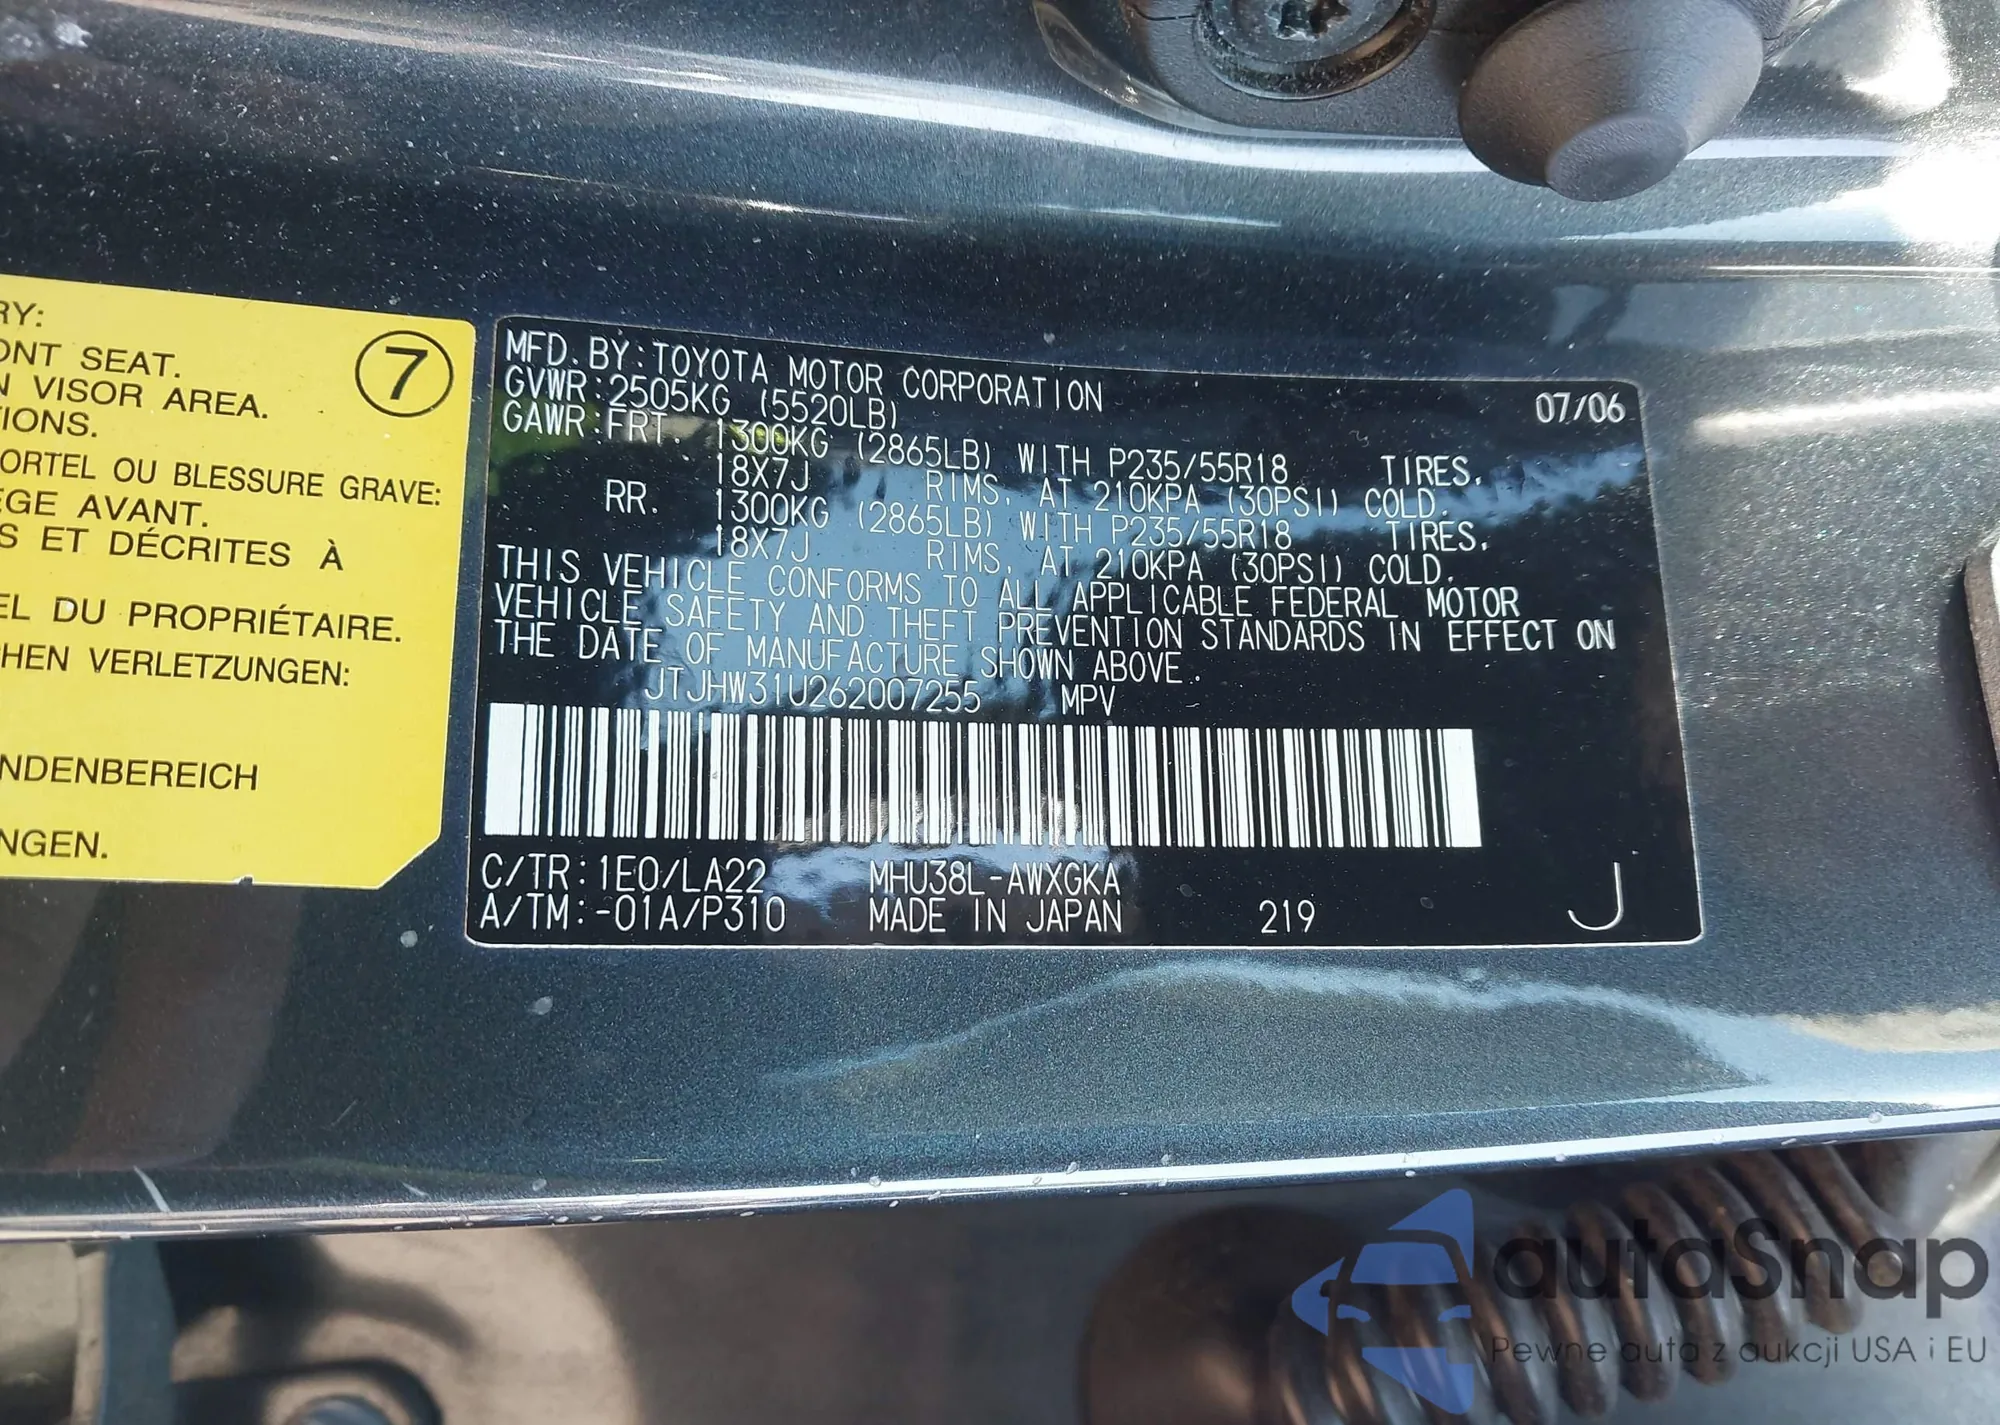 RY:
ONT SEAT.
N VISOR AREA.
TIONS.
ORTEL OU BLESSURE GRAVE:
ÈGE AVANT.
S ET DÉCRITES À
EL DU PROPRIÉTAIRE.
CHEN VERLETZUNGEN:
NDENBEREICH
NGEN.
7
MFD. BY: TOYOTA MOTOR CORPORATION 07/06
GVWR: 2505KG (5520LB)
GAWR: FRT. 1300KG (2865LB) WITH P235/55R18 TIRES,
18X7J RIMS, AT 210KPA (30PSI) COLD.
RR. 1300KG (2865LB) WITH P235/55R18 TIRES,
18X7J RIMS, AT 210KPA (30PSI) COLD.
THIS VEHICLE CONFORMS TO ALL APPLICABLE FEDERAL MOTOR
VEHICLE SAFETY AND THEFT PREVENTION STANDARDS IN EFFECT ON
THE DATE OF MANUFACTURE SHOWN ABOVE.
JTJHW31U262007255 MPV
C/TR: 1E0/LA22 MHU38L-AWXGKA
A/TM: -01A/P310 MADE IN JAPAN 219 J
autaSnap
Pewne auta z aukcji USA i EU